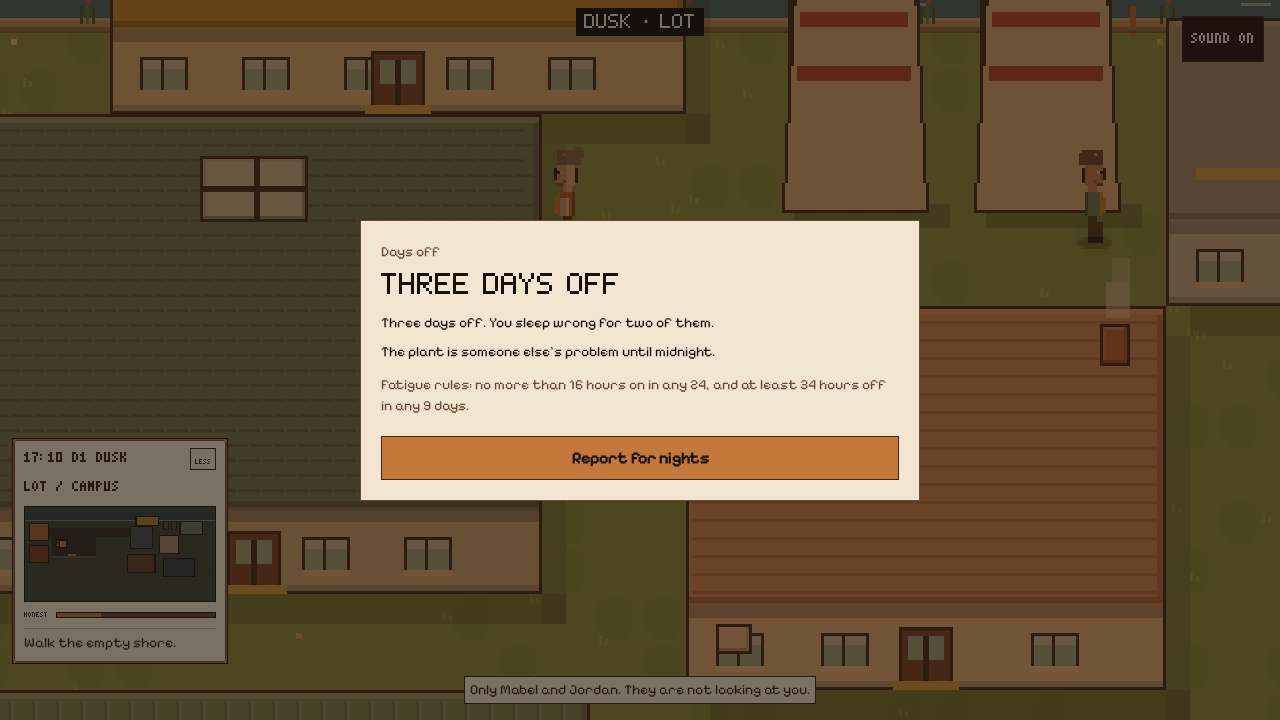 DUSK · LOT
SOUND ON
Days off
THREE DAYS OFF
Three days off. You sleep wrong for two of them.
The plant is someone else's problem until midnight.
Fatigue rules: no more than 16 hours on in any 24, and at least 34 hours off
in any 9 days.
Report for nights
17:10 D1 DUSK
LESS
LOT / CAMPUS
HONEST
Walk the empty shore.
Only Mabel and Jordan. They are not looking at you.